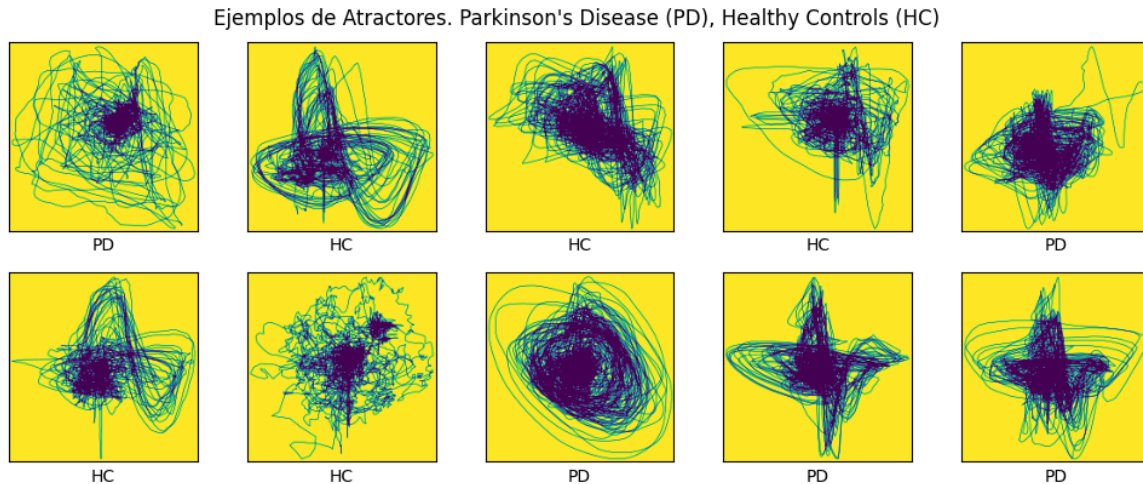 Ejemplos de Atractores. Parkinson's Disease (PD), Healthy Controls (HC)
PD
HC
HC
HC
PD
HC
HC
PD
PD
PD